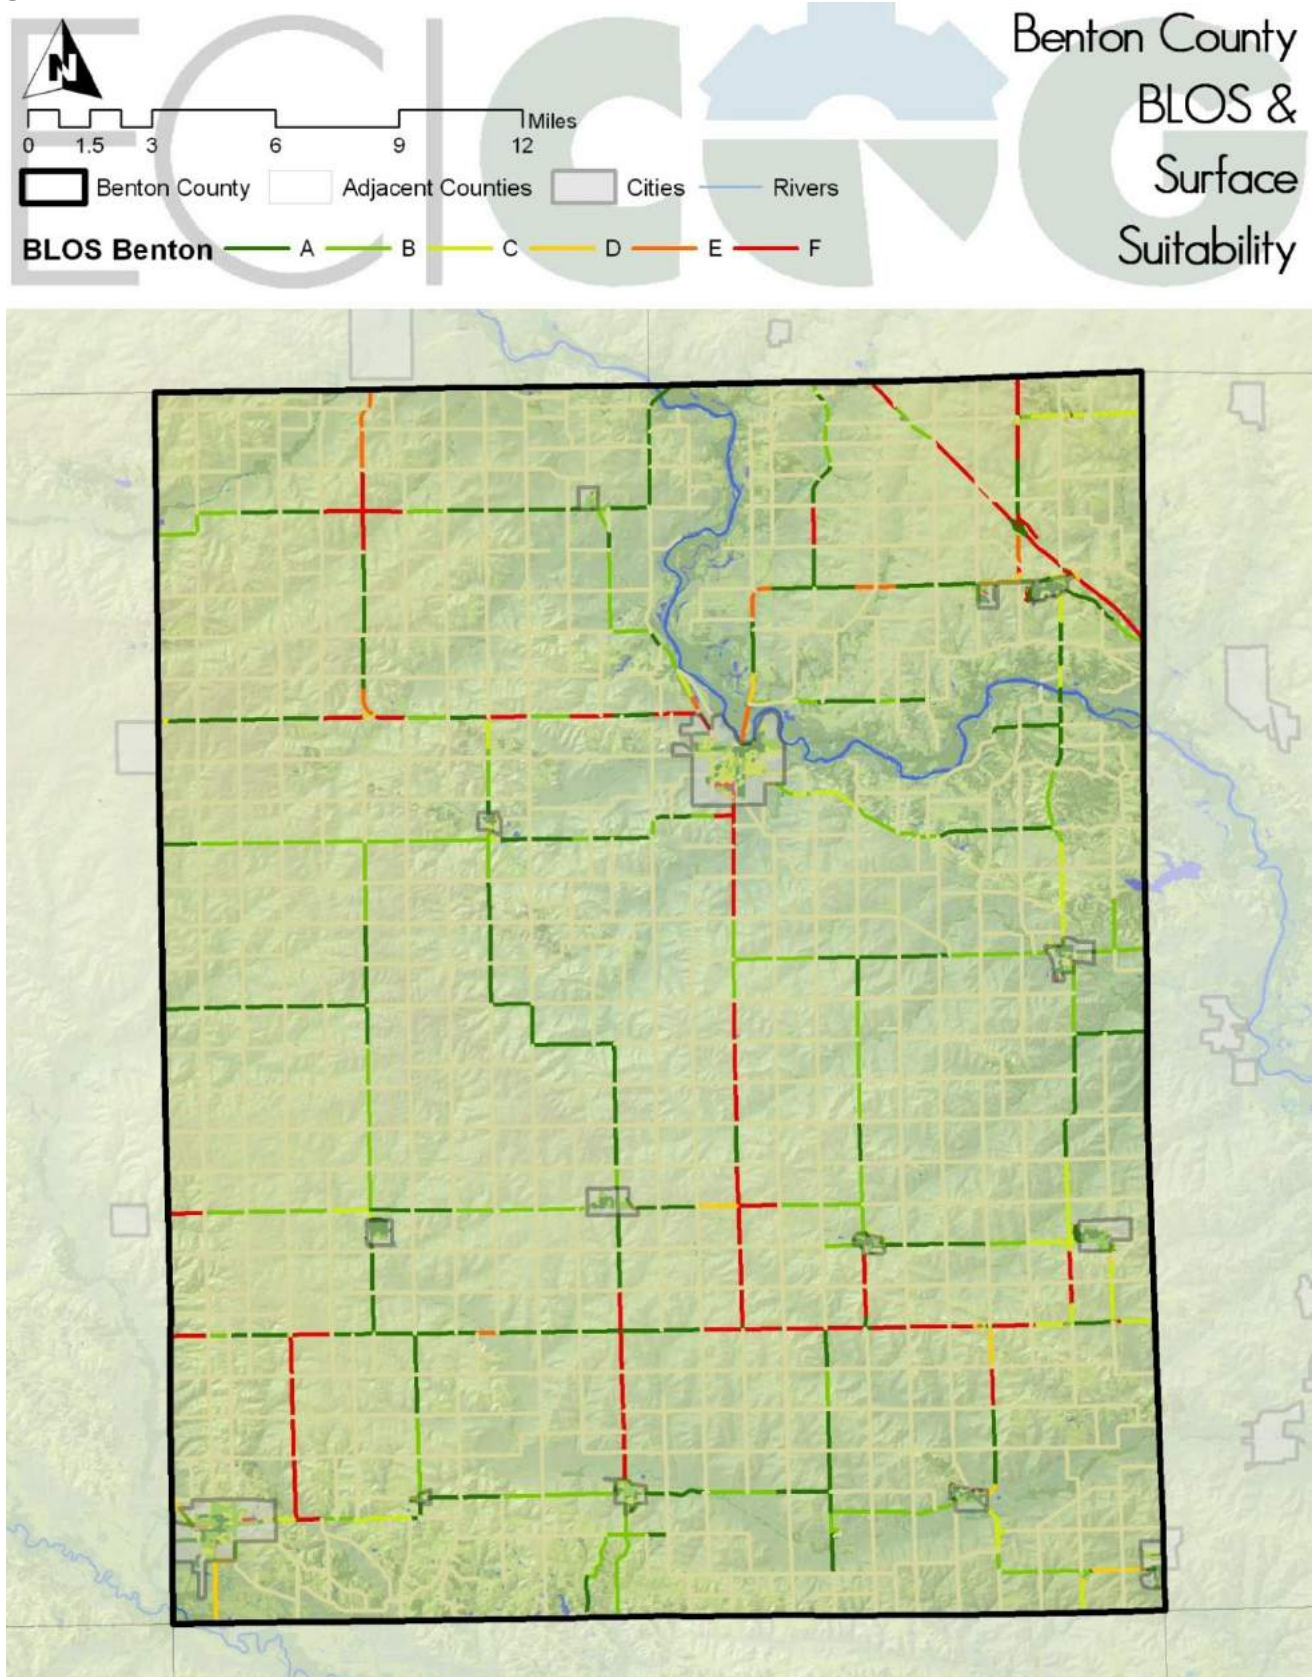 ECICOG
Benton County
BLOS &
Surface
Suitability
N
Miles
0 1.5 3 6 9 12
Benton County Adjacent Counties Cities Rivers
BLOS Benton A B C D E F